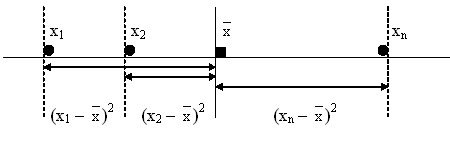 x₁ x₂ x̅ xₙ
(x₁ − x̅)² (x₂ − x̅)² (xₙ − x̅)²